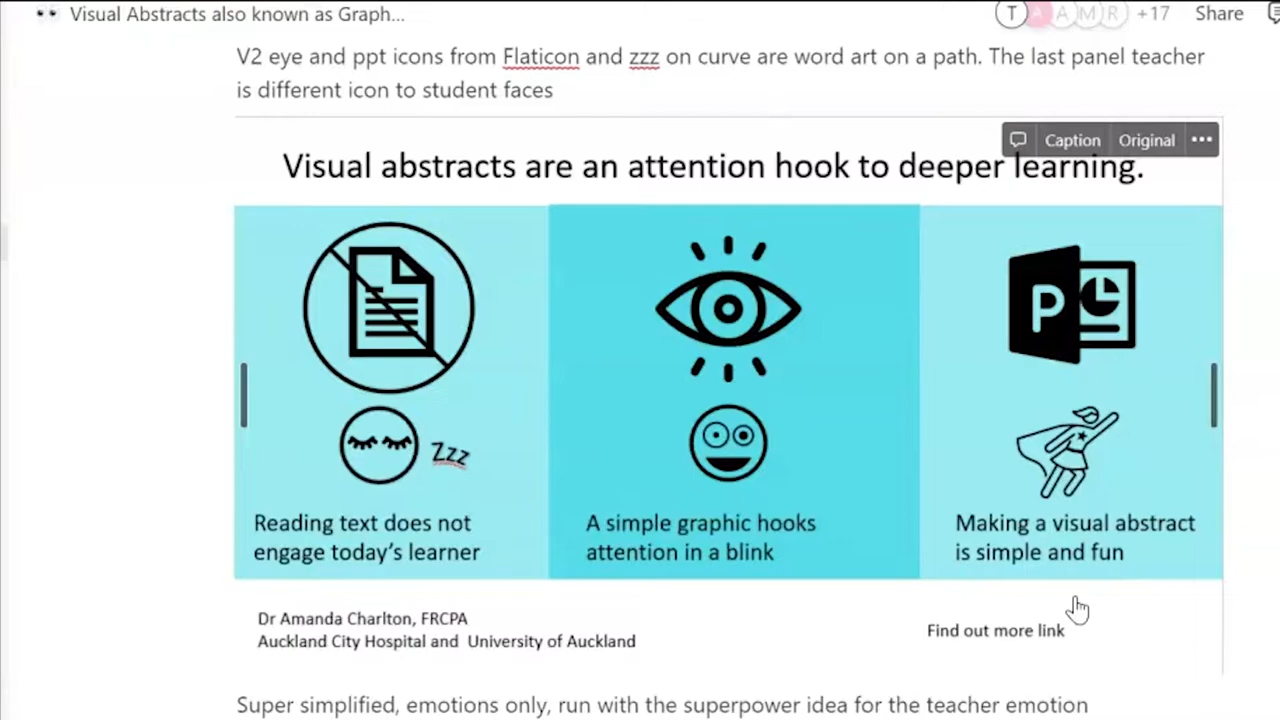 Visual Abstracts also known as Graph...
T A A M R +17 Share
V2 eye and ppt icons from Flaticon and zzz on curve are word art on a path. The last panel teacher
is different icon to student faces
Caption Original
Visual abstracts are an attention hook to deeper learning.
P
Zzz
Reading text does not
engage today's learner
A simple graphic hooks
attention in a blink
Making a visual abstract
is simple and fun
Dr Amanda Charlton, FRCPA
Auckland City Hospital and University of Auckland
Find out more link
Super simplified, emotions only, run with the superpower idea for the teacher emotion